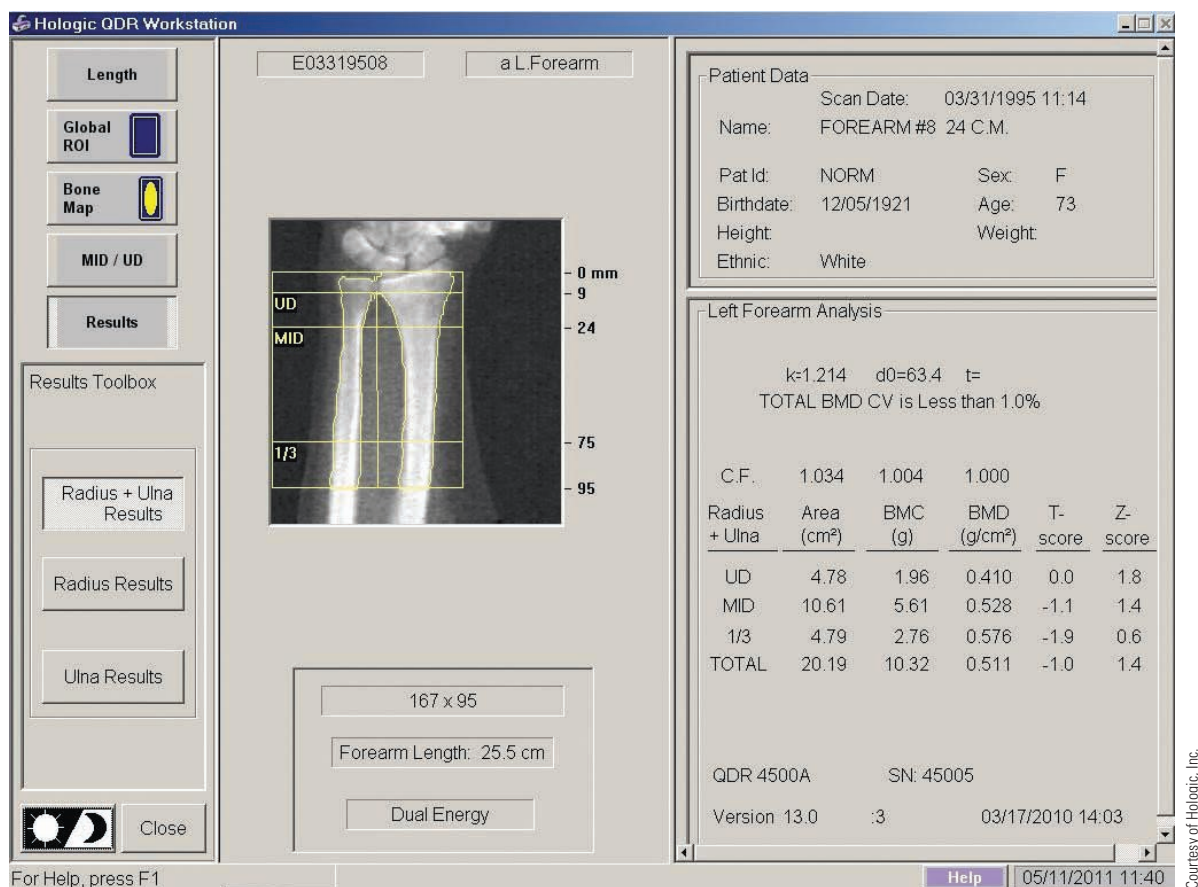 Hologic QDR Workstation
Length
Global
ROI
Bone
Map
MID / UD
Results
Results Toolbox
Radius + Ulna
Results
Radius Results
Ulna Results
Close
For Help, press F1
E03319508
a L.Forearm
UD
MID
1/3
0 mm
9
24
75
95
167 x 95
Forearm Length: 25.5 cm
Dual Energy
Patient Data
Scan Date: 03/31/1995 11:14
Name: FOREARM #8 24 C.M.
Pat Id: NORM Sex: F
Birthdate: 12/05/1921 Age: 73
Height: Weight:
Ethnic: White
Left Forearm Analysis
k=1.214 d0=63.4 t=
TOTAL BMD CV is Less than 1.0%
C.F. 1.034 1.004 1.000
Radius Area BMC BMD T- Z-
+ Ulna (cm²) (g) (g/cm²) score score
UD 4.78 1.96 0.410 0.0 1.8
MID 10.61 5.61 0.528 -1.1 1.4
1/3 4.79 2.76 0.576 -1.9 0.6
TOTAL 20.19 10.32 0.511 -1.0 1.4
QDR 4500A SN: 45005
Version 13.0 :3 03/17/2010 14:03
Help 05/11/2011 11:40
Courtesy of Hologic, Inc.